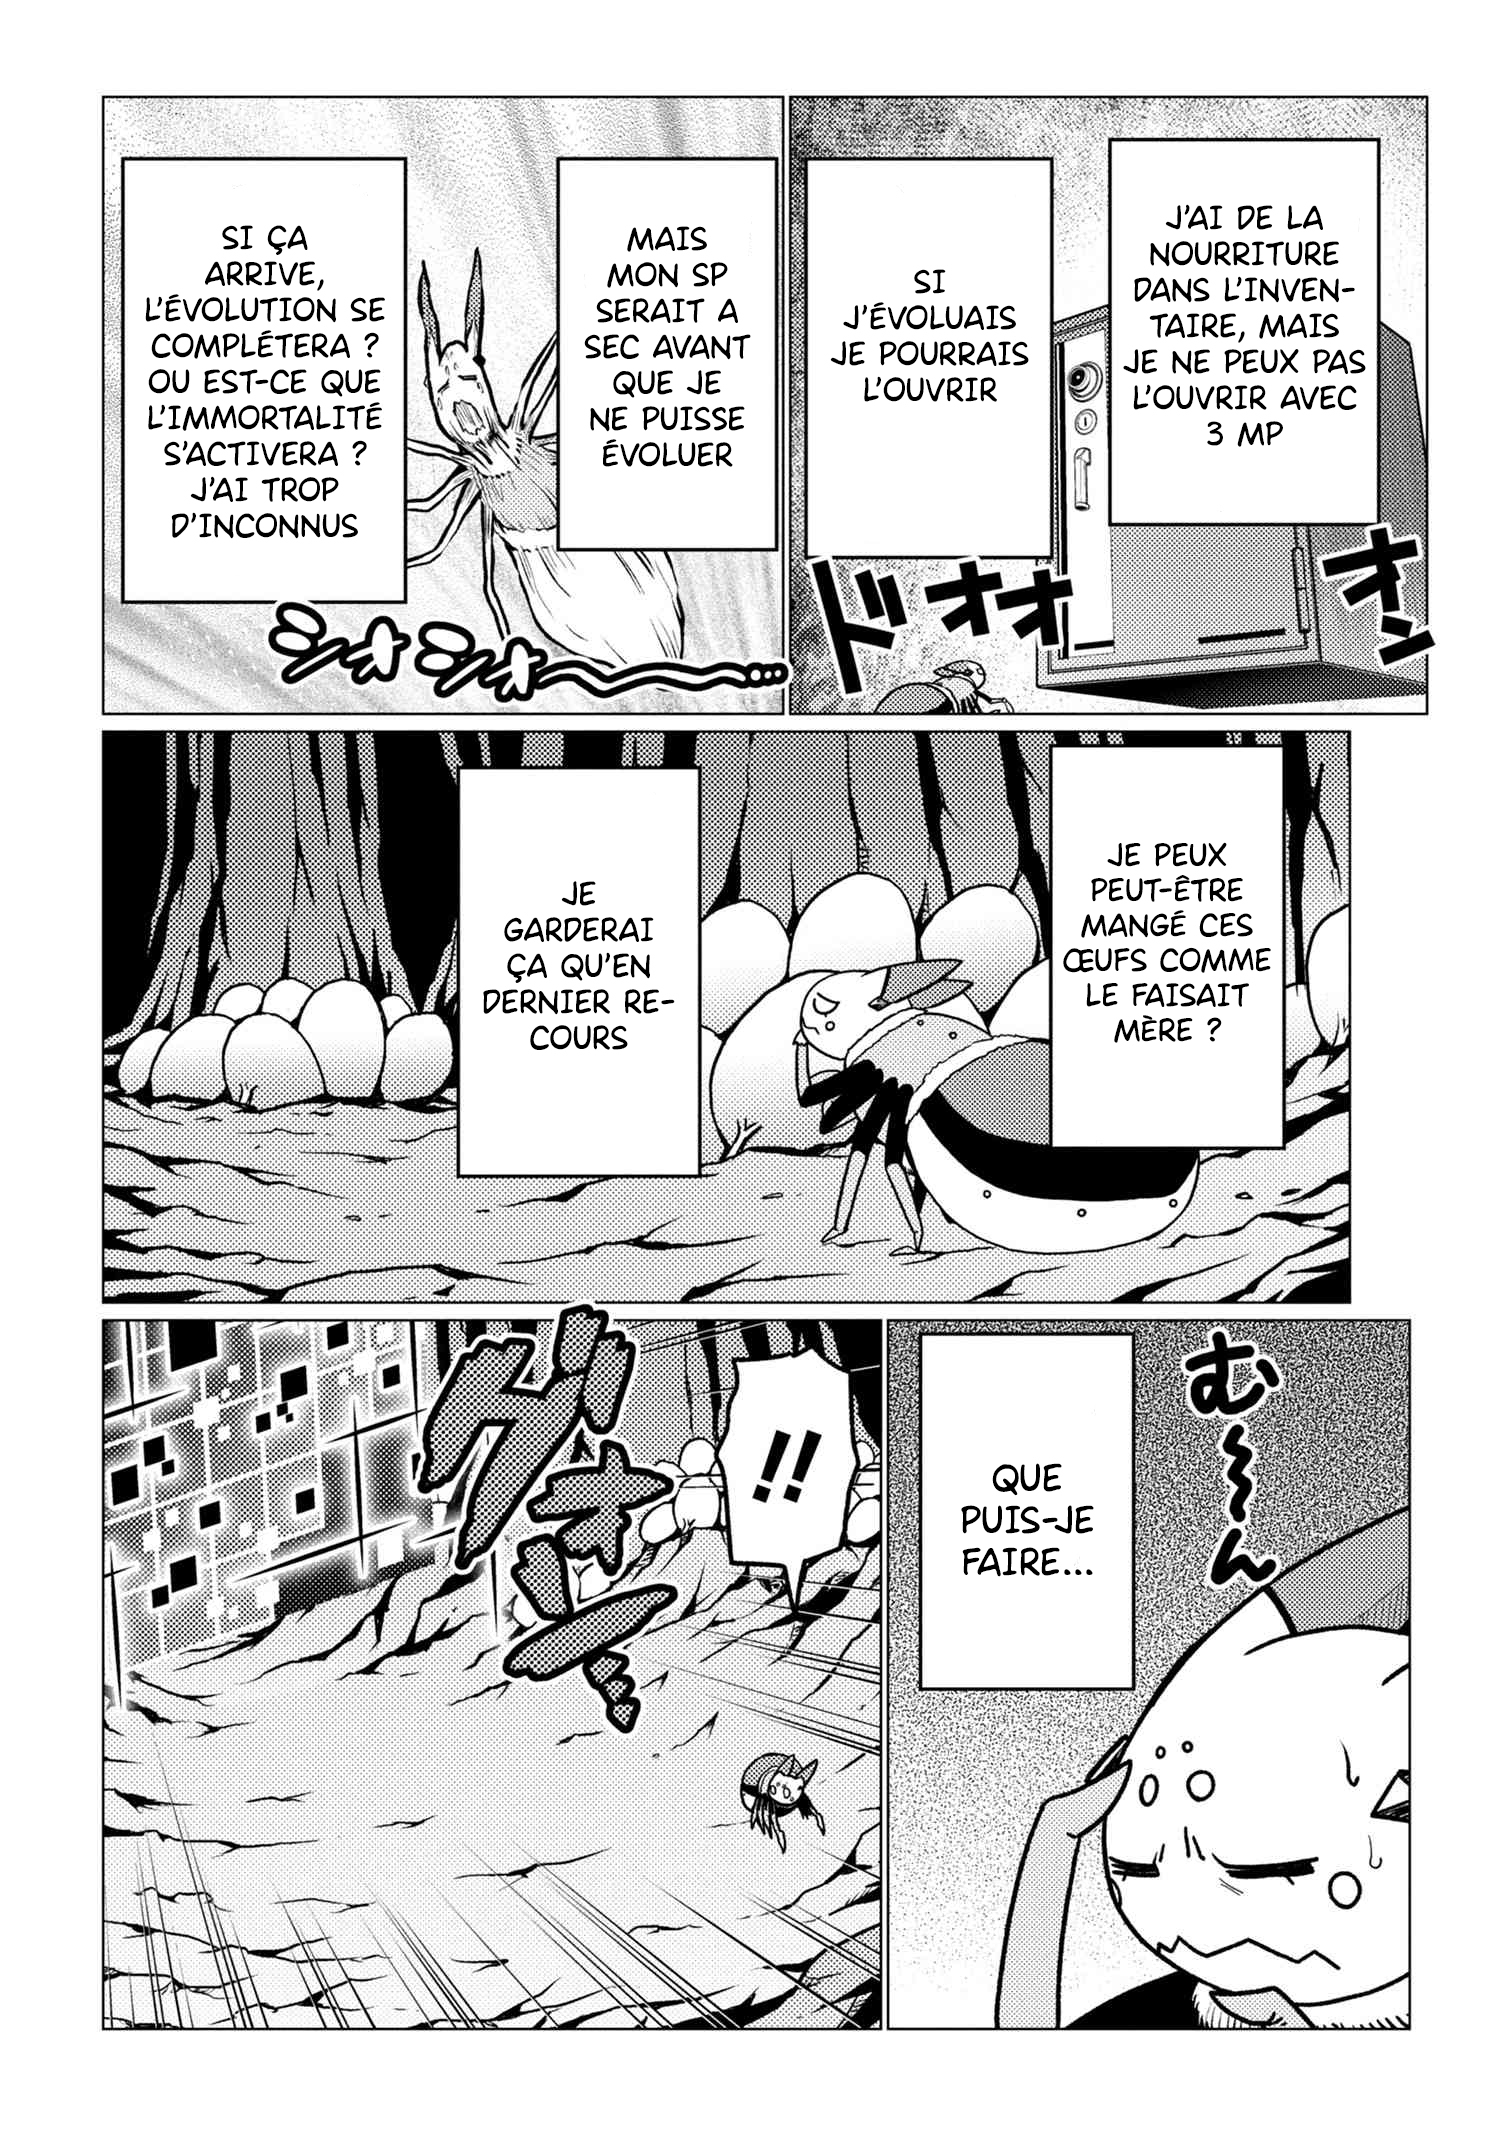 J'AI DE LA
NOURRITURE
DANS L'INVEN-
TAIRE, MAIS
JE NE PEUX PAS
L'OUVRIR AVEC
3 MP
SI
J'ÉVOLUAIS
JE POURRAIS
L'OUVRIR
ドオオオン
MAIS
MON SP
SERAIT A
SEC AVANT
QUE JE
NE PUISSE
ÉVOLUER
SI ÇA
ARRIVE,
L'ÉVOLUTION SE
COMPLÉTERA ?
OU EST-CE QUE
L'IMMORTALITÉ
S'ACTIVERA ?
J'AI TROP
D'INCONNUS
シオシオ〜…
JE PEUX
PEUT-ÊTRE
MANGÉ CES
ŒUFS COMME
LE FAISAIT
MÈRE ?
JE
GARDERAI
ÇA QU'EN
DERNIER RE-
COURS
む〜ん
QUE
PUIS-JE
FAIRE...
!!